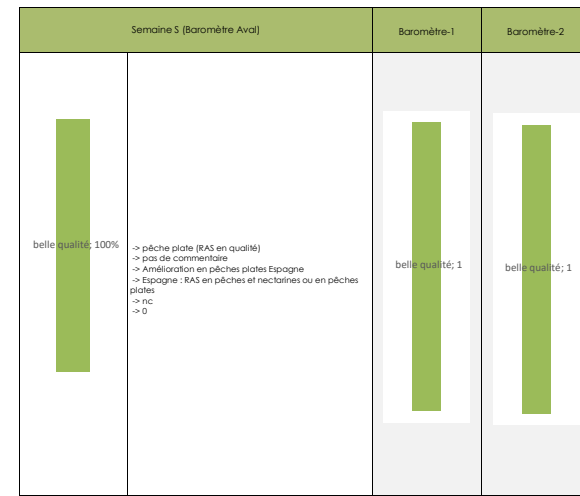 Semaine S (Baromètre Aval)
Baromètre-1
Baromètre-2
belle qualité; 100%
-> pêche plate (RAS en qualité)
-> pas de commentaire
-> Amélioration en pêches plates Espagne
-> Espagne : RAS en pêches et nectarines ou en pêches
plates
-> nc
-> 0
belle qualité; 1
belle qualité; 1